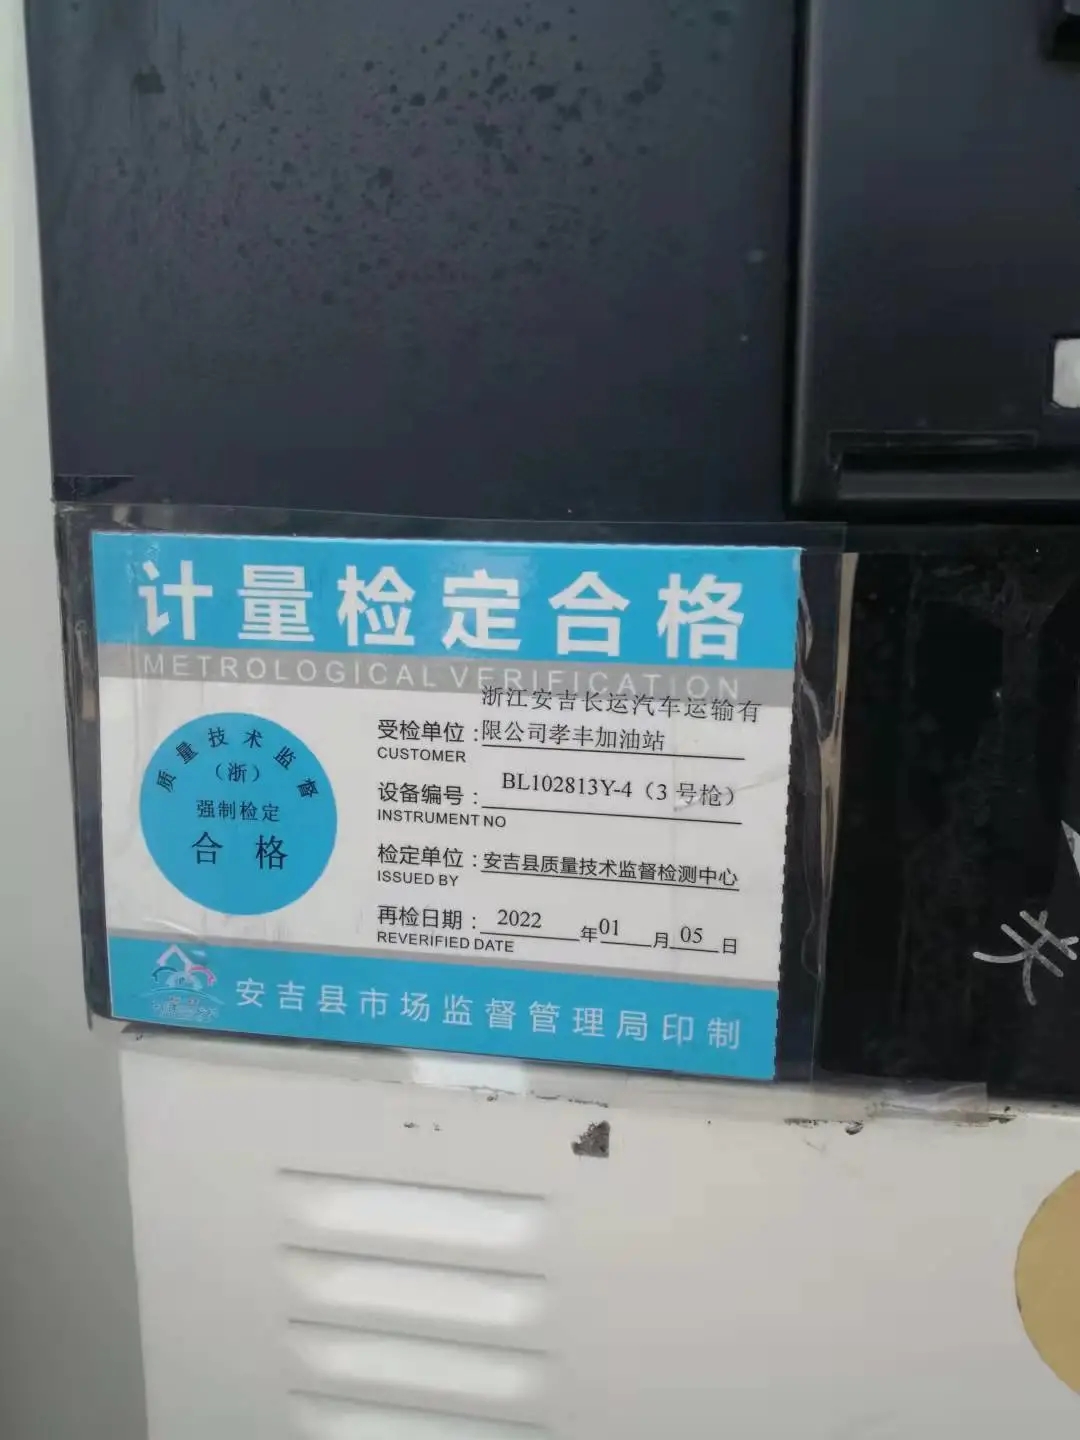 计量检定合格
METROLOGICAL VERIFICATION
质量技术监督
（浙）
强制检定
合格
浙江安吉长运汽车运输有
受检单位：限公司孝丰加油站
CUSTOMER
设备编号：BL102813Y-4（3号枪）
INSTRUMENT NO
检定单位：安吉县质量技术监督检测中心
ISSUED BY
再检日期：2022年01月05日
REVERIFIED DATE
安吉县市场监督管理局印制